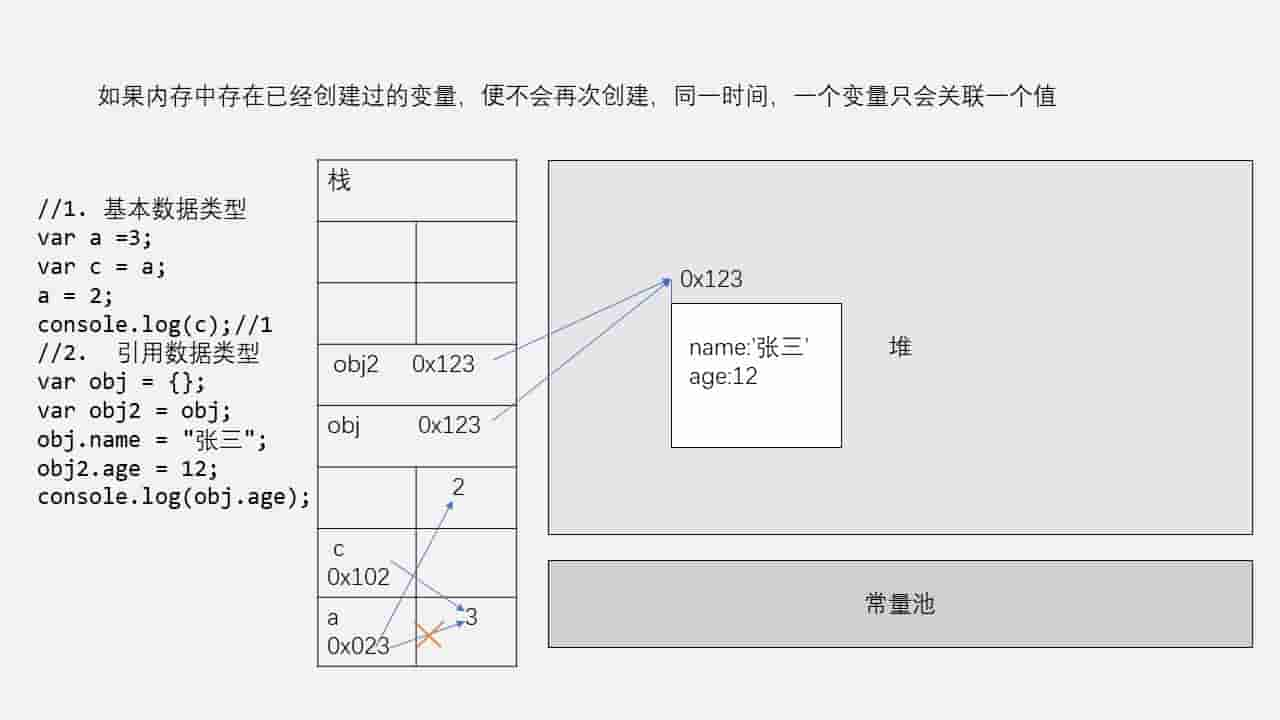 如果内存中存在已经创建过的变量，便不会再次创建，同一时间，一个变量只会关联一个值
//1. 基本数据类型
var a =3;
var c = a;
a = 2;
console.log(c);//1
//2. 引用数据类型
var obj = {};
var obj2 = obj;
obj.name = "张三";
obj2.age = 12;
console.log(obj.age);
栈
obj2 0x123
obj 0x123
2
c
0x102
a
3
0x023
0x123
name:'张三'
age:12
堆
常量池